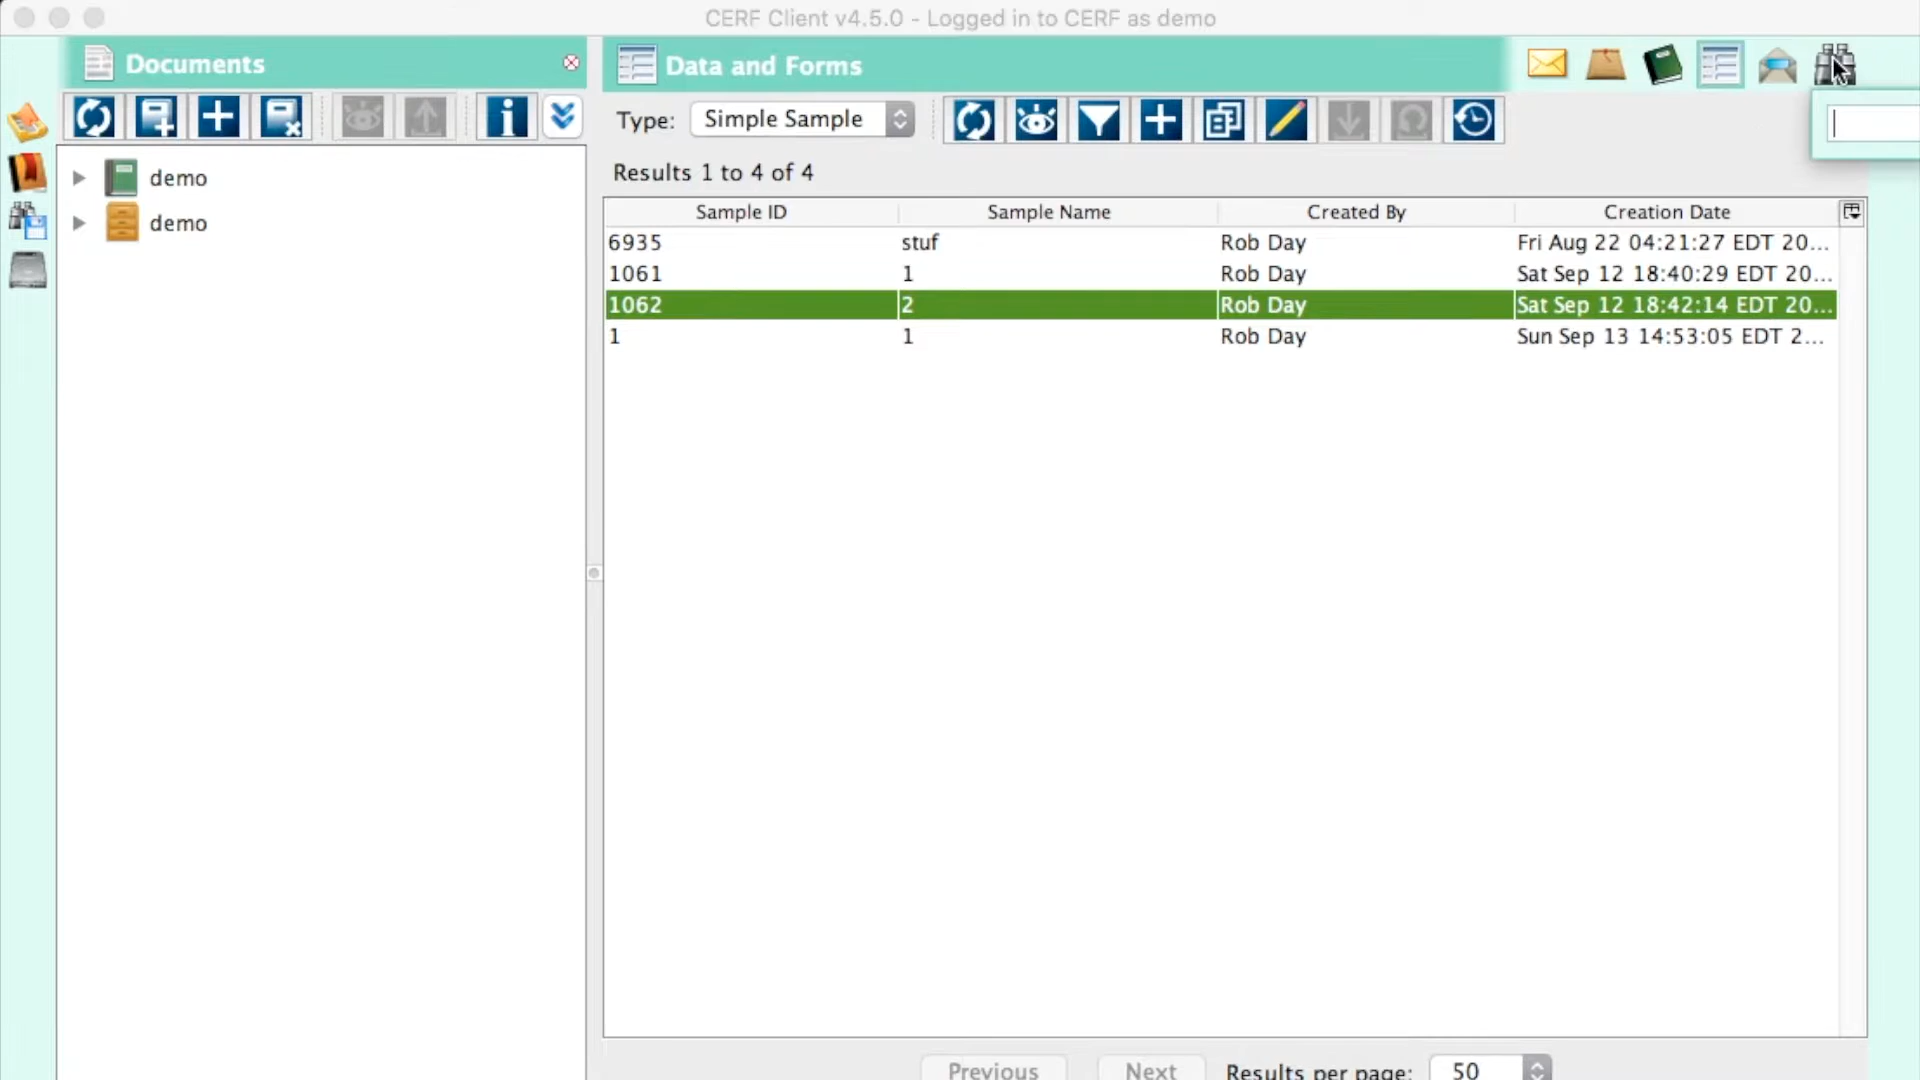 CERF Client v4.5.0 - Logged in to CERF as demo
Documents
Data and Forms
Type: Simple Sample
Results 1 to 4 of 4
demo
demo
Sample ID Sample Name Created By Creation Date
6935 stuf Rob Day Fri Aug 22 04:21:27 EDT 20...
1061 1 Rob Day Sat Sep 12 18:40:29 EDT 20...
1062 2 Rob Day Sat Sep 12 18:42:14 EDT 20...
1 1 Rob Day Sun Sep 13 14:53:05 EDT 2...
Previous Next Results per page: 50